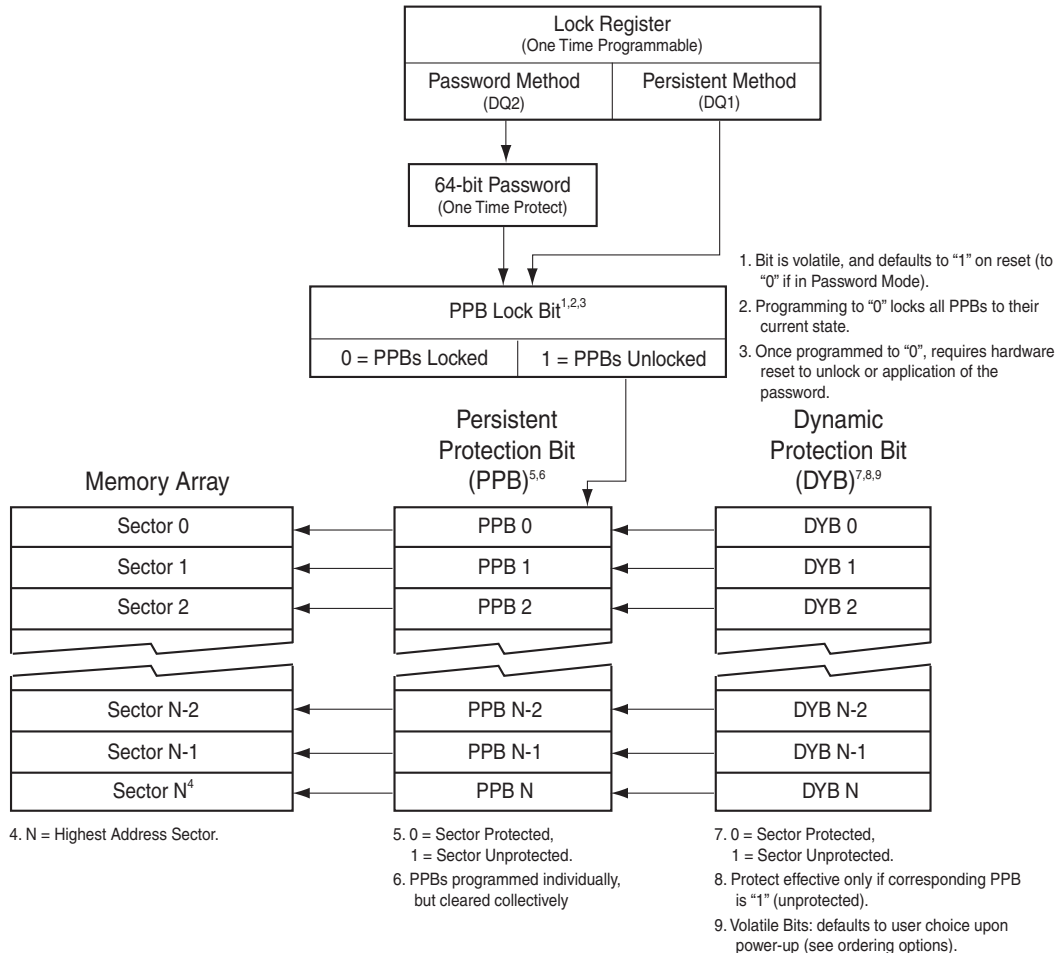 Lock Register
(One Time Programmable)
Password Method
(DQ2)
Persistent Method
(DQ1)
64-bit Password
(One Time Protect)
PPB Lock Bit1,2,3
0 = PPBs Locked
1 = PPBs Unlocked
1. Bit is volatile, and defaults to “1” on reset (to
“0” if in Password Mode).
2. Programming to “0” locks all PPBs to their
current state.
3. Once programmed to “0”, requires hardware
reset to unlock or application of the
password.
Memory Array
Persistent
Protection Bit
(PPB)5,6
Dynamic
Protection Bit
(DYB)7,8,9
Sector 0
PPB 0
DYB 0
Sector 1
PPB 1
DYB 1
Sector 2
PPB 2
DYB 2
Sector N-2
PPB N-2
DYB N-2
Sector N-1
PPB N-1
DYB N-1
Sector N4
PPB N
DYB N
4. N = Highest Address Sector.
5. 0 = Sector Protected,
1 = Sector Unprotected.
6. PPBs programmed individually,
but cleared collectively
7. 0 = Sector Protected,
1 = Sector Unprotected.
8. Protect effective only if corresponding PPB
is “1” (unprotected).
9. Volatile Bits: defaults to user choice upon
power-up (see ordering options).